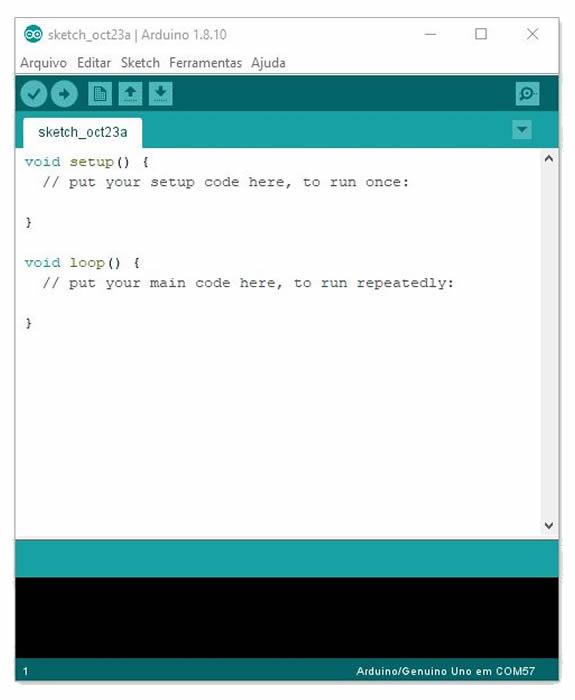 sketch_oct23a | Arduino 1.8.10
Arquivo Editar Sketch Ferramentas Ajuda
sketch_oct23a
void setup() {
// put your setup code here, to run once:
}
void loop() {
// put your main code here, to run repeatedly:
}
1 Arduino/Genuino Uno em COM57